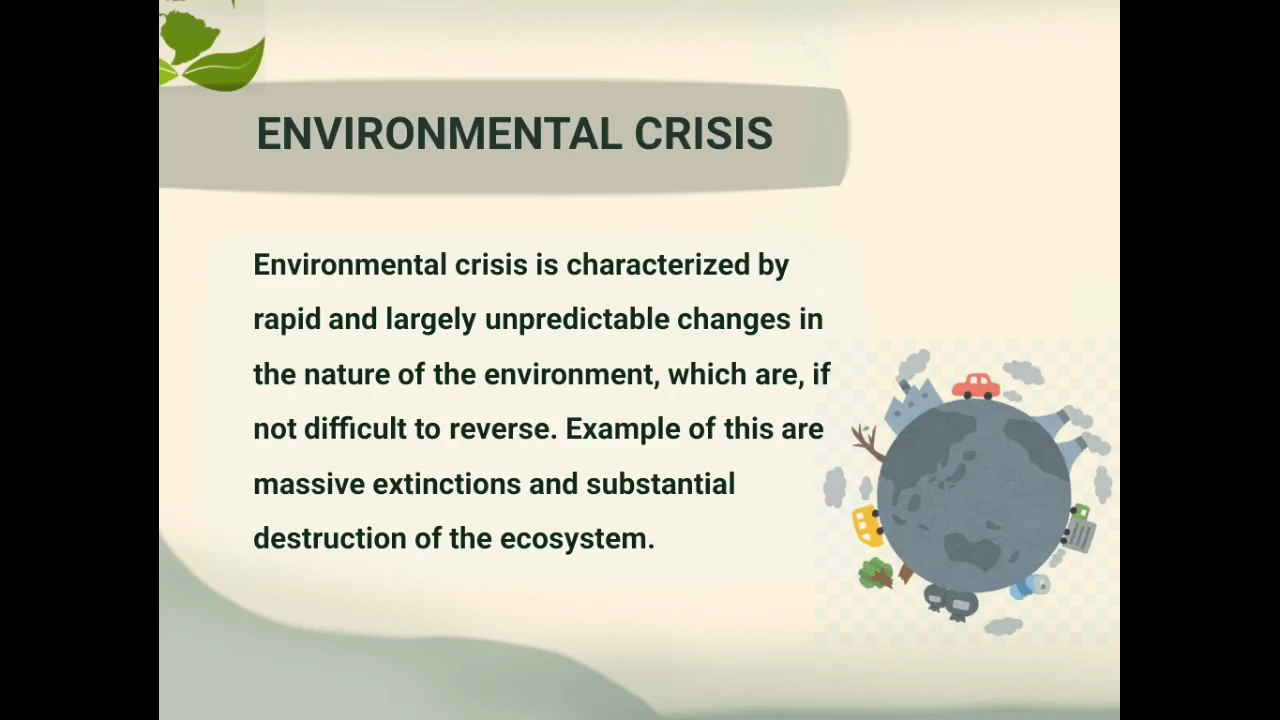 ENVIRONMENTAL CRISIS
Environmental crisis is characterized by
rapid and largely unpredictable changes in
the nature of the environment, which are, if
not difficult to reverse. Example of this are
massive extinctions and substantial
destruction of the ecosystem.